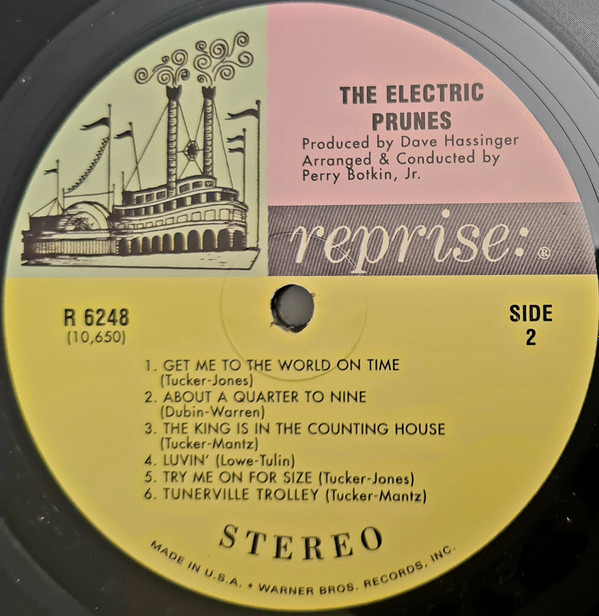 THE ELECTRIC
PRUNES
Produced by Dave Hassinger
Arranged & Conducted by
Perry Botkin, Jr.
reprise: ®
R 6248
(10,650)
SIDE
2
1. GET ME TO THE WORLD ON TIME
(Tucker-Jones)
2. ABOUT A QUARTER TO NINE
(Dubin-Warren)
3. THE KING IS IN THE COUNTING HOUSE
(Tucker-Mantz)
4. LUVIN' (Lowe-Tulin)
5. TRY ME ON FOR SIZE (Tucker-Jones)
6. TUNERVILLE TROLLEY (Tucker-Mantz)
STEREO
MADE IN U.S.A. • WARNER BROS. RECORDS, INC.